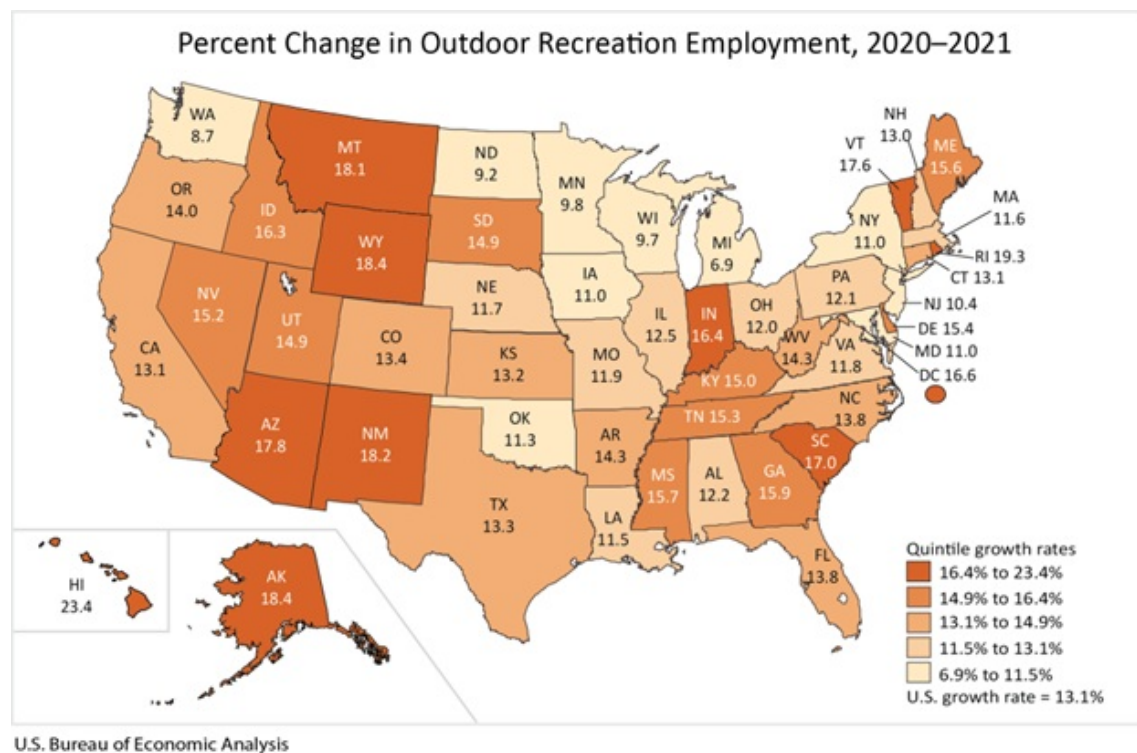 Percent Change in Outdoor Recreation Employment, 2020–2021
WA
8.7
MT
18.1
ND
9.2
MN
9.8
VT
17.6
NH
13.0
ME
15.6
OR
14.0
ID
16.3
WY
18.4
SD
14.9
WI
9.7
MI
6.9
NY
11.0
MA
11.6
RI 19.3
CT 13.1
NJ 10.4
DE 15.4
MD 11.0
DC 16.6
NV
15.2
UT
14.9
CO
13.4
NE
11.7
IA
11.0
IL
12.5
IN
16.4
OH
12.0
PA
12.1
WV
14.3
VA
11.8
CA
13.1
KS
13.2
MO
11.9
KY 15.0
NC
13.8
AZ
17.8
NM
18.2
OK
11.3
AR
14.3
TN 15.3
SC
17.0
TX
13.3
LA
11.5
MS
15.7
AL
12.2
GA
15.9
FL
13.8
HI
23.4
AK
18.4
Quintile growth rates
16.4% to 23.4%
14.9% to 16.4%
13.1% to 14.9%
11.5% to 13.1%
6.9% to 11.5%
U.S. growth rate = 13.1%
U.S. Bureau of Economic Analysis